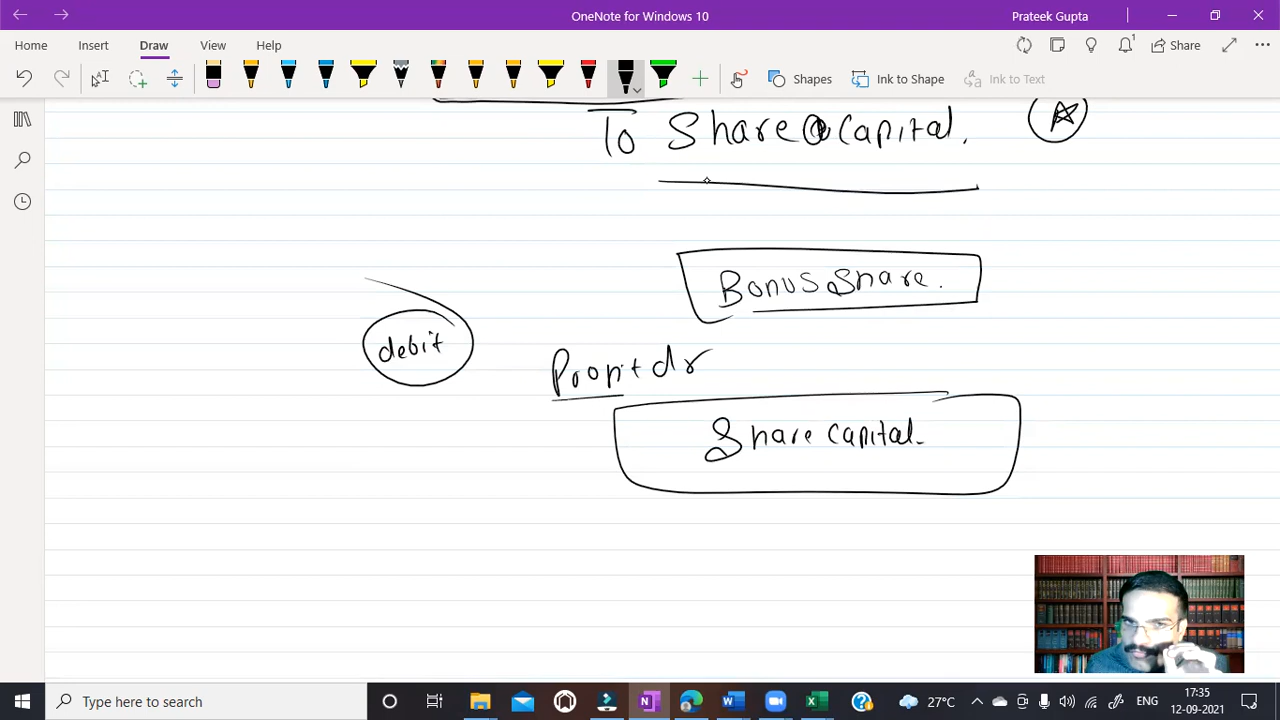 OneNote for Windows 10
Prateek Gupta
Home Insert Draw View Help
Share
Shapes
Ink to Shape
Ink to Text
To Share Capital.
Bonus Share.
debit
Propt dr
Share capital.
Type here to search
27°C
ENG
17:35
12-09-2021